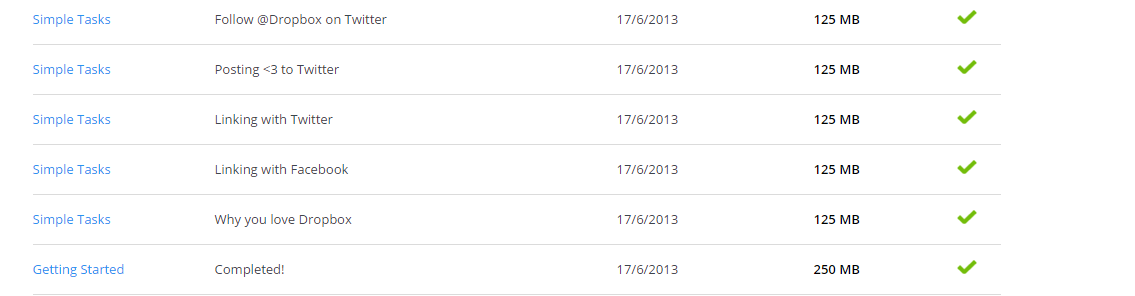 Simple Tasks Follow @Dropbox on Twitter 17/6/2013 125 MB
Simple Tasks Posting <3 to Twitter 17/6/2013 125 MB
Simple Tasks Linking with Twitter 17/6/2013 125 MB
Simple Tasks Linking with Facebook 17/6/2013 125 MB
Simple Tasks Why you love Dropbox 17/6/2013 125 MB
Getting Started Completed! 17/6/2013 250 MB